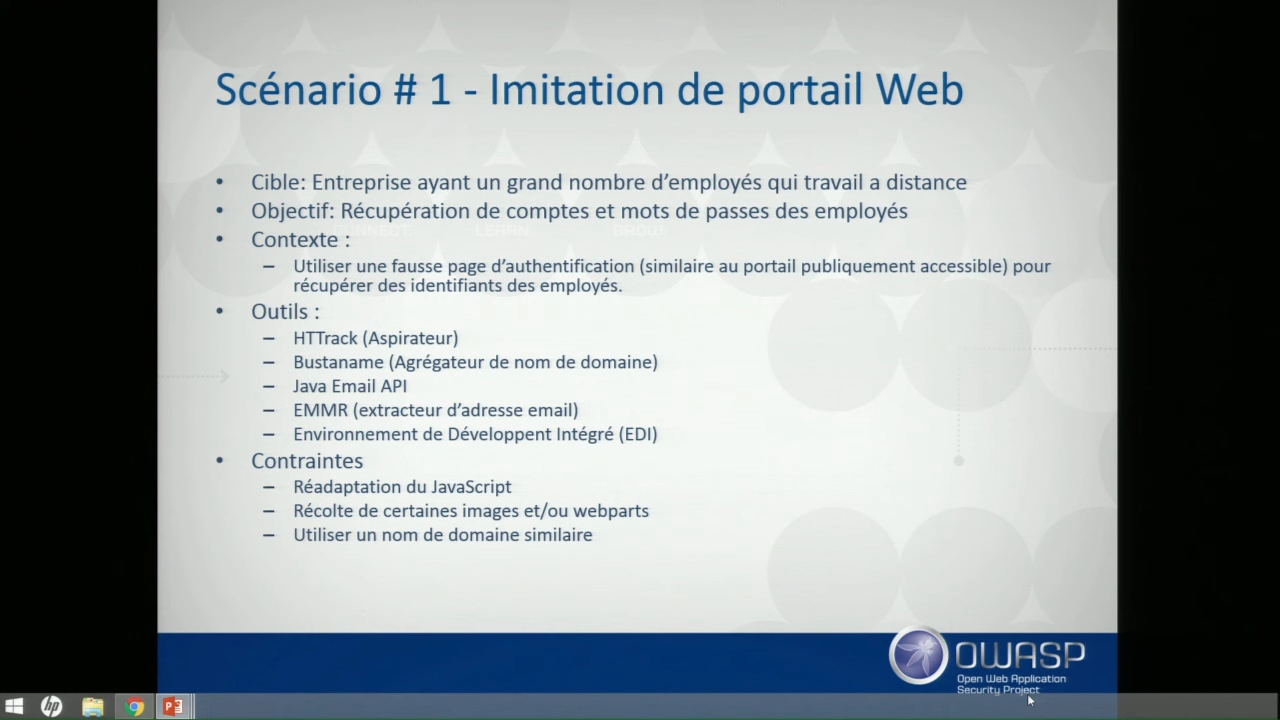 Scénario # 1 - Imitation de portail Web
• Cible: Entreprise ayant un grand nombre d’employés qui travail a distance
• Objectif: Récupération de comptes et mots de passes des employés
CONNECT. LEARN. GROW.
• Contexte :
– Utiliser une fausse page d’authentification (similaire au portail publiquement accessible) pour
récupérer des identifiants des employés.
• Outils :
– HTTrack (Aspirateur)
– Bustaname (Agrégateur de nom de domaine)
– Java Email API
– EMMR (extracteur d’adresse email)
– Environnement de Développent Intégré (EDI)
• Contraintes
– Réadaptation du JavaScript
– Récolte de certaines images et/ou webparts
– Utiliser un nom de domaine similaire
OWASP
Open Web Application
Security Project
hp
P